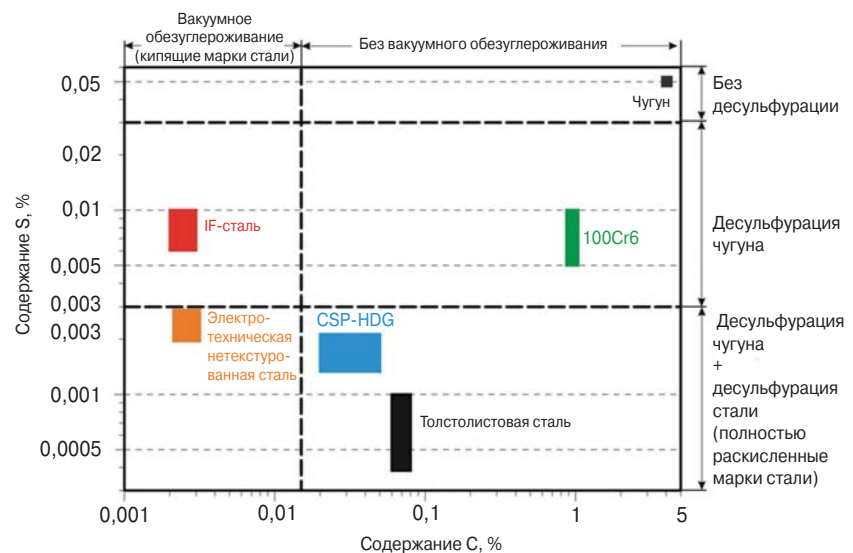 Вакуумное
обезуглероживание
(кипящие марки стали)
Без вакуумного обезуглероживания
0,05
Чугун
Без
десульфурации
0,02
0,01
IF-сталь
100Cr6
Десульфурация
чугуна
0,005
0,003
Содержание S, %
0,003
Электро-
техническая
нетекстуро-
ванная сталь
CSP-HDG
Десульфурация
чугуна
+
десульфурация
стали
(полностью
раскисленные
марки стали)
0,001
Толстолистовая сталь
0,0005
0,001
0,01
0,1
1
5
Содержание C, %